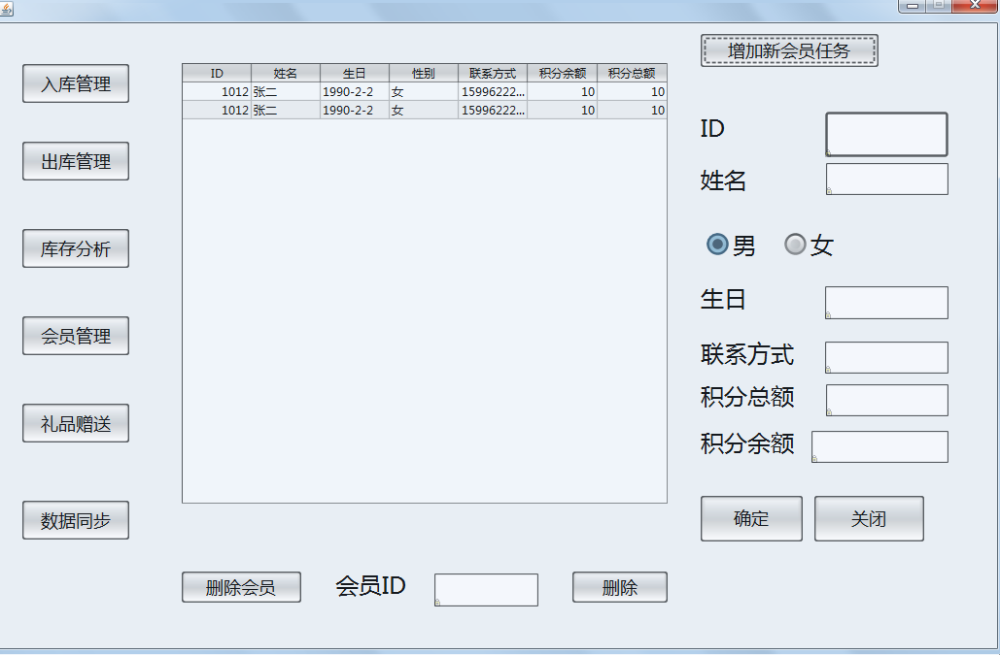 入库管理
出库管理
库存分析
会员管理
礼品赠送
数据同步
ID 姓名 生日 性别 联系方式 积分余额 积分总额
1012 张二 1990-2-2 女 15996222... 10 10
1012 张二 1990-2-2 女 15996222... 10 10
删除会员 会员ID 删除
增加新会员任务
ID
姓名
男 女
生日
联系方式
积分总额
积分余额
确定 关闭